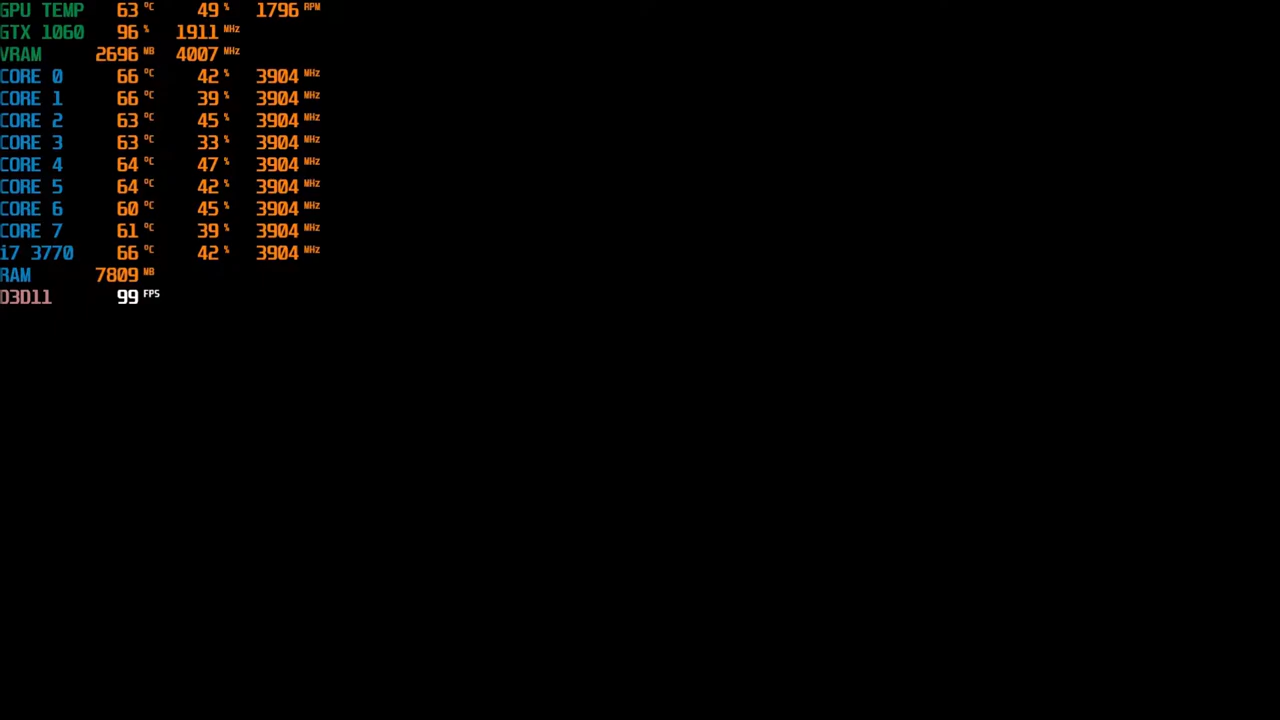 GPU TEMP 63 °C 49 % 1796 RPM
GTX 1060 96 % 1911 MHz
VRAM 2696 MB 4007 MHz
CORE 0 66 °C 42 % 3904 MHz
CORE 1 66 °C 39 % 3904 MHz
CORE 2 63 °C 45 % 3904 MHz
CORE 3 63 °C 33 % 3904 MHz
CORE 4 64 °C 47 % 3904 MHz
CORE 5 64 °C 42 % 3904 MHz
CORE 6 60 °C 45 % 3904 MHz
CORE 7 61 °C 39 % 3904 MHz
i7 3770 66 °C 42 % 3904 MHz
RAM 7809 MB
D3D11 99 FPS